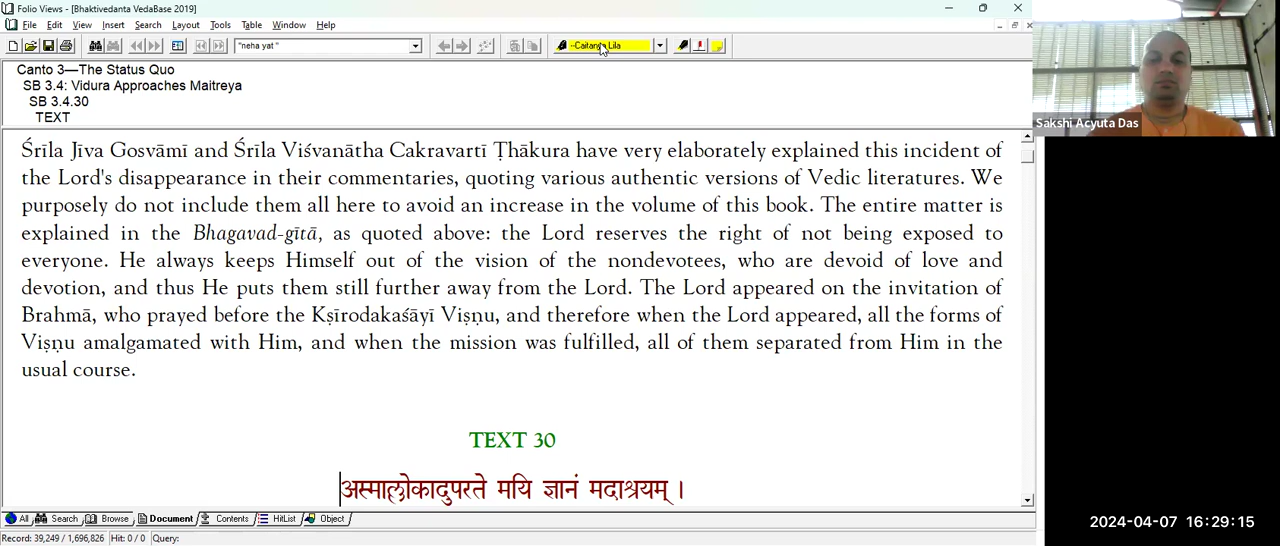 Folio Views - [Bhaktivedanta VedaBase 2019]
File Edit View Insert Search Layout Tools Table Window Help
"neha yat "
--Caitanya Lila
Canto 3—The Status Quo
SB 3.4: Vidura Approaches Maitreya
SB 3.4.30
TEXT
Śrīla Jīva Gosvāmī and Śrīla Viśvanātha Cakravartī Ṭhākura have very elaborately explained this incident of
the Lord's disappearance in their commentaries, quoting various authentic versions of Vedic literatures. We
purposely do not include them all here to avoid an increase in the volume of this book. The entire matter is
explained in the Bhagavad-gītā, as quoted above: the Lord reserves the right of not being exposed to
everyone. He always keeps Himself out of the vision of the nondevotees, who are devoid of love and
devotion, and thus He puts them still further away from the Lord. The Lord appeared on the invitation of
Brahmā, who prayed before the Kṣīrodakaśāyī Viṣṇu, and therefore when the Lord appeared, all the forms of
Viṣṇu amalgamated with Him, and when the mission was fulfilled, all of them separated from Him in the
usual course.
TEXT 30
अस्माल्लोकादुपरते मयि ज्ञानं मदाश्रयम् ।
All Search Browse Document Contents HitList Object
Record: 39,249 / 1,696,826 Hit: 0 / 0 Query:
Sakshi Acyuta Das
2024-04-07 16:29:15